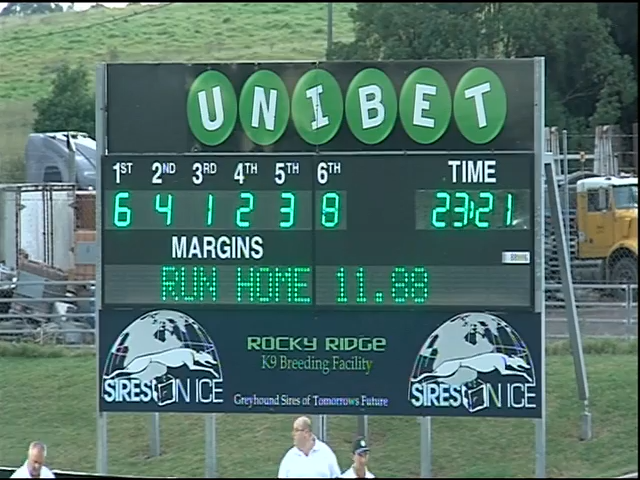 UNIBET
1ST 2ND 3RD 4TH 5TH 6TH TIME
6 4 1 2 3 8 23:21
MARGINS
RUN HOME 11.88
ROCKY RIDGE
K9 Breeding Facility
SIRES ON ICE
SIRES ON ICE
Greyhound Sires of Tomorrows Future